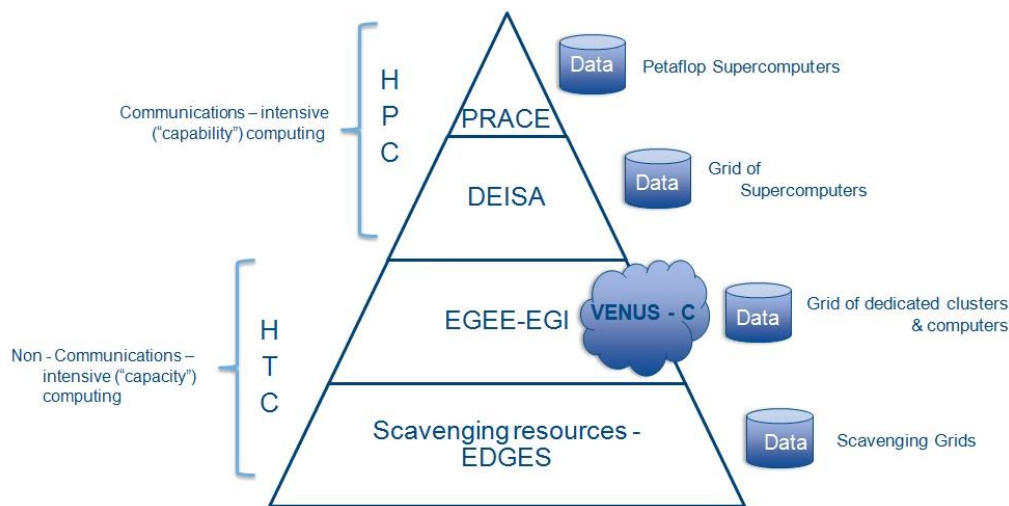 Data
Petaflop Supercomputers
H
P
C
Communications – intensive
("capability") computing
PRACE
Data
Grid of
Supercomputers
DEISA
VENUS - C
EGEE-EGI
Data
Grid of dedicated clusters
& computers
H
T
C
Non - Communications –
intensive ("capacity")
computing
Scavenging resources -
EDGES
Data
Scavenging Grids